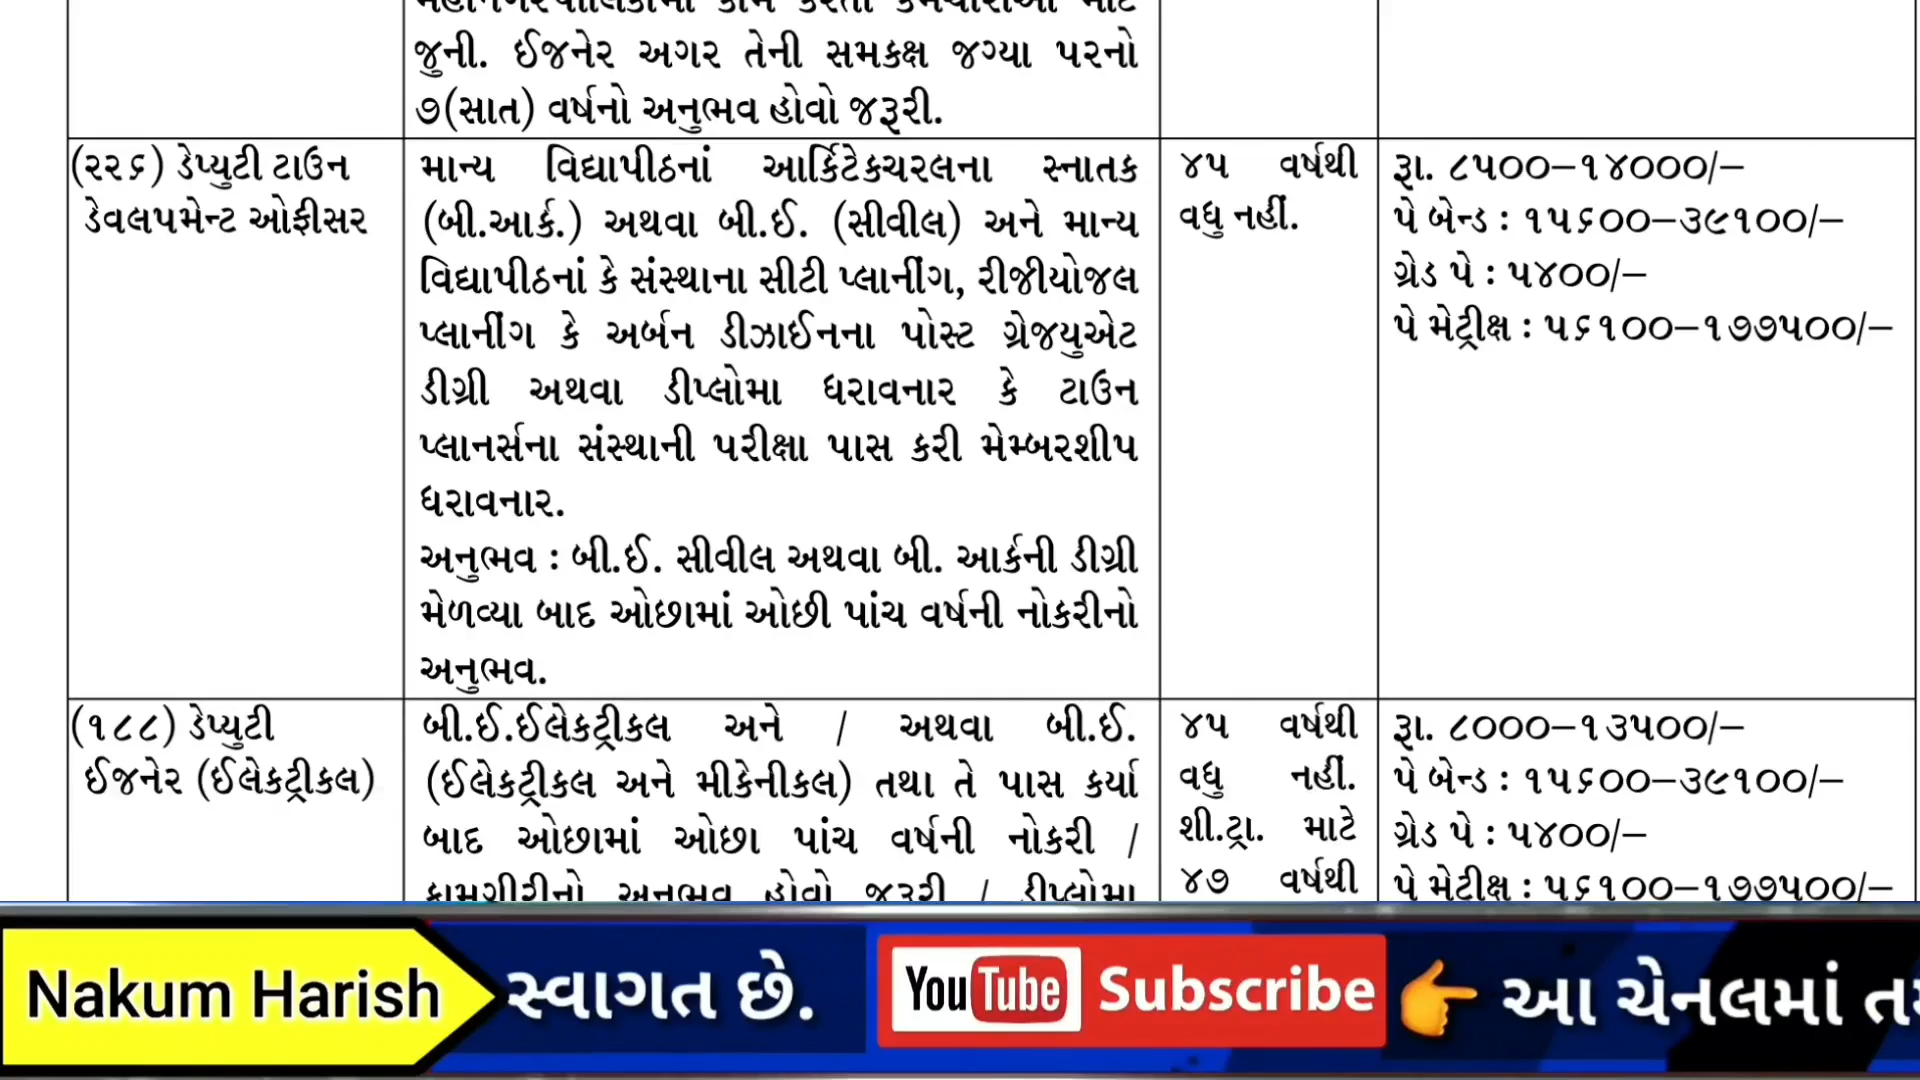 મહાનગરપાલિકામાં કામ કરતા કર્મચારીઓ માટે
જુની. ઈજનેર અગર તેની સમકક્ષ જગ્યા પરનો
૭(સાત) વર્ષનો અનુભવ હોવો જરૂરી.
(૨૨૬) ડેપ્યુટી ટાઉન
ડેવલપમેન્ટ ઓફીસર
માન્ય વિદ્યાપીઠનાં આર્કિટેકચરલના સ્નાતક
(બી.આર્ક.) અથવા બી.ઈ. (સીવીલ) અને માન્ય
વિદ્યાપીઠનાં કે સંસ્થાના સીટી પ્લાનીંગ, રીજીયોજલ
પ્લાનીંગ કે અર્બન ડીઝાઈનના પોસ્ટ ગ્રેજયુએટ
ડીગ્રી અથવા ડીપ્લોમા ધરાવનાર કે ટાઉન
પ્લાનર્સના સંસ્થાની પરીક્ષા પાસ કરી મેમ્બરશીપ
ધરાવનાર.
અનુભવ : બી.ઈ. સીવીલ અથવા બી. આર્કની ડીગ્રી
મેળવ્યા બાદ ઓછામાં ઓછી પાંચ વર્ષની નોકરીનો
અનુભવ.
૪૫ વર્ષથી
વધુ નહીં.
રૂા. ૮૫૦૦–૧૪૦૦૦/–
પે બેન્ડ : ૧૫૬૦૦–૩૯૧૦૦/–
ગ્રેડ પે : ૫૪૦૦/–
પે મેટ્રીક્ષ : ૫૬૧૦૦–૧૭૭૫૦૦/–
(૧૮૮) ડેપ્યુટી
ઈજનેર (ઈલેકટ્રીકલ)
બી.ઈ.ઈલેકટ્રીકલ અને / અથવા બી.ઈ.
(ઈલેકટ્રીકલ અને મીકેનીકલ) તથા તે પાસ કર્યા
બાદ ઓછામાં ઓછા પાંચ વર્ષની નોકરી /
કામગીરીનો અનુભવ હોવો જરૂરી / ડીપ્લોમા
૪૫ વર્ષથી
વધુ નહીં.
શી.ટ્રા. માટે
૪૭ વર્ષથી
રૂા. ૮૦૦૦–૧૩૫૦૦/–
પે બેન્ડ : ૧૫૬૦૦–૩૯૧૦૦/–
ગ્રેડ પે : ૫૪૦૦/–
પે મેટ્રીક્ષ : ૫૬૧૦૦–૧૭૭૫૦૦/–
Nakum Harish સ્વાગત છે. YouTube Subscribe આ ચેનલમાં